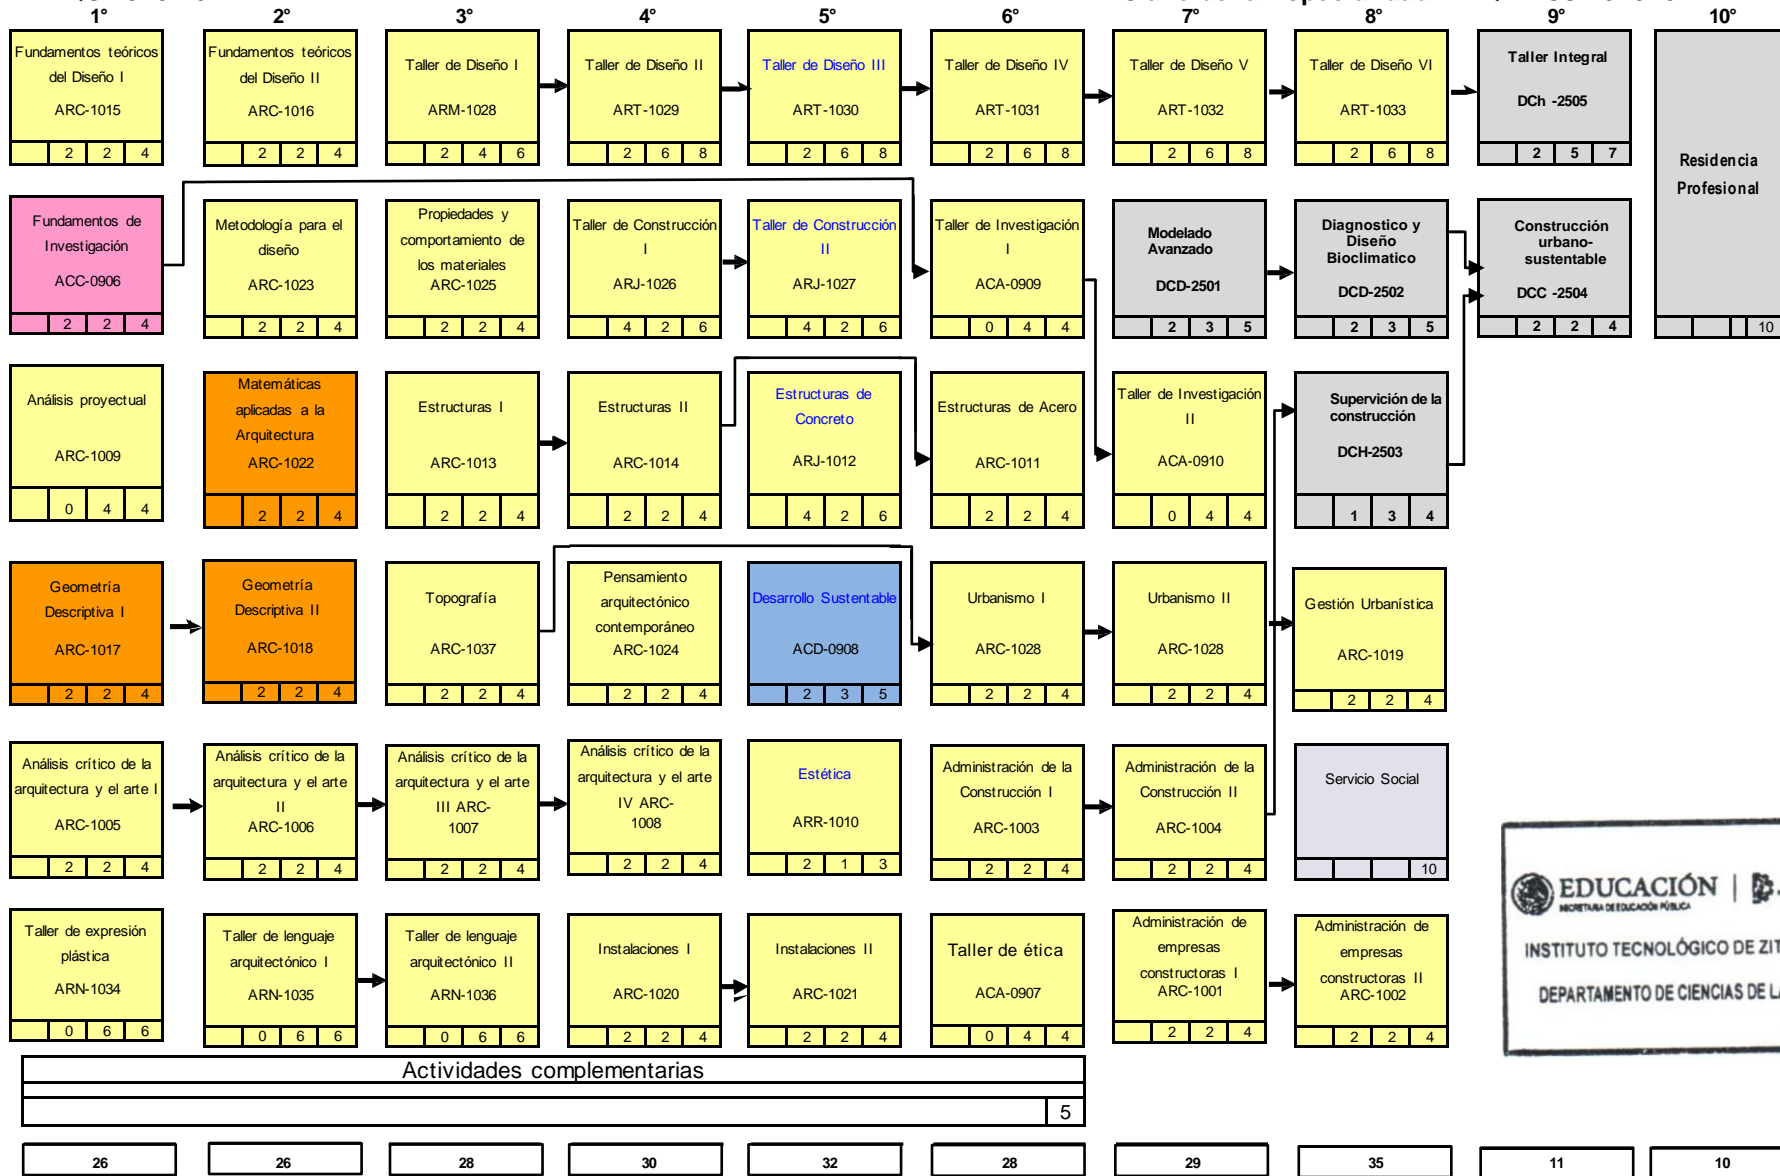 1°
2°
3°
4°
5°
6°
7°
8°
9°
10°
Fundamentos teóricos
del Diseño I
ARC-1015
2 2 4
Fundamentos teóricos
del Diseño II
ARC-1016
2 2 4
Taller de Diseño I
ARM-1028
2 4 6
Taller de Diseño II
ART-1029
2 6 8
Taller de Diseño III
ART-1030
2 6 8
Taller de Diseño IV
ART-1031
2 6 8
Taller de Diseño V
ART-1032
2 6 8
Taller de Diseño VI
ART-1033
2 6 8
Taller Integral
DCh -2505
2 5 7
Residencia
Profesional
10
Fundamentos de
Investigación
ACC-0906
2 2 4
Metodología para el
diseño
ARC-1023
2 2 4
Propiedades y
comportamiento de
los materiales
ARC-1025
2 2 4
Taller de Construcción
I
ARJ-1026
4 2 6
Taller de Construcción
II
ARJ-1027
4 2 6
Taller de Investigación
I
ACA-0909
0 4 4
Modelado
Avanzado
DCD-2501
2 3 5
Diagnostico y
Diseño
Bioclimatico
DCD-2502
2 3 5
Construcción
urbano-
sustentable
DCC -2504
2 2 4
Análisis proyectual
ARC-1009
0 4 4
Matemáticas
aplicadas a la
Arquitectura
ARC-1022
2 2 4
Estructuras I
ARC-1013
2 2 4
Estructuras II
ARC-1014
2 2 4
Estructuras de
Concreto
ARJ-1012
4 2 6
Estructuras de Acero
ARC-1011
2 2 4
Taller de Investigación
II
ACA-0910
0 4 4
Supervición de la
construcción
DCH-2503
1 3 4
Geometría
Descriptiva I
ARC-1017
2 2 4
Geometría
Descriptiva II
ARC-1018
2 2 4
Topografía
ARC-1037
2 2 4
Pensamiento
arquitectónico
contemporáneo
ARC-1024
2 2 4
Desarrollo Sustentable
ACD-0908
2 3 5
Urbanismo I
ARC-1028
2 2 4
Urbanismo II
ARC-1028
2 2 4
Gestión Urbanística
ARC-1019
2 2 4
Análisis crítico de la
arquitectura y el arte I
ARC-1005
2 2 4
Análisis crítico de la
arquitectura y el arte
II
ARC-1006
2 2 4
Análisis crítico de la
arquitectura y el arte
III ARC-
1007
2 2 4
Análisis crítico de la
arquitectura y el arte
IV ARC-
1008
2 2 4
Estética
ARR-1010
2 1 3
Administración de la
Construcción I
ARC-1003
2 2 4
Administración de la
Construcción II
ARC-1004
2 2 4
Servicio Social
10
Taller de expresión
plástica
ARN-1034
0 6 6
Taller de lenguaje
arquitectónico I
ARN-1035
0 6 6
Taller de lenguaje
arquitectónico II
ARN-1036
0 6 6
Instalaciones I
ARC-1020
2 2 4
Instalaciones II
ARC-1021
2 2 4
Taller de ética
ACA-0907
0 4 4
Administración de
empresas
constructoras I
ARC-1001
2 2 4
Administración de
empresas
constructoras II
ARC-1002
2 2 4
EDUCACIÓN
SECRETARIA DE EDUCACIÓN PÚBLICA
INSTITUTO TECNOLÓGICO DE ZIT
DEPARTAMENTO DE CIENCIAS DE LA
Actividades complementarias
5
26
26
28
30
32
28
29
35
11
10